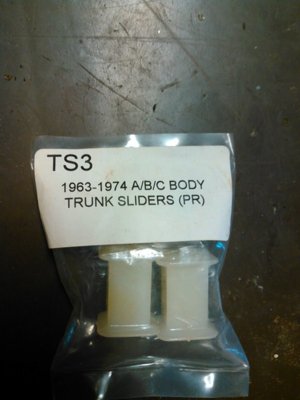 TS3
1963-1974 A/B/C BODY
TRUNK SLIDERS (PR)